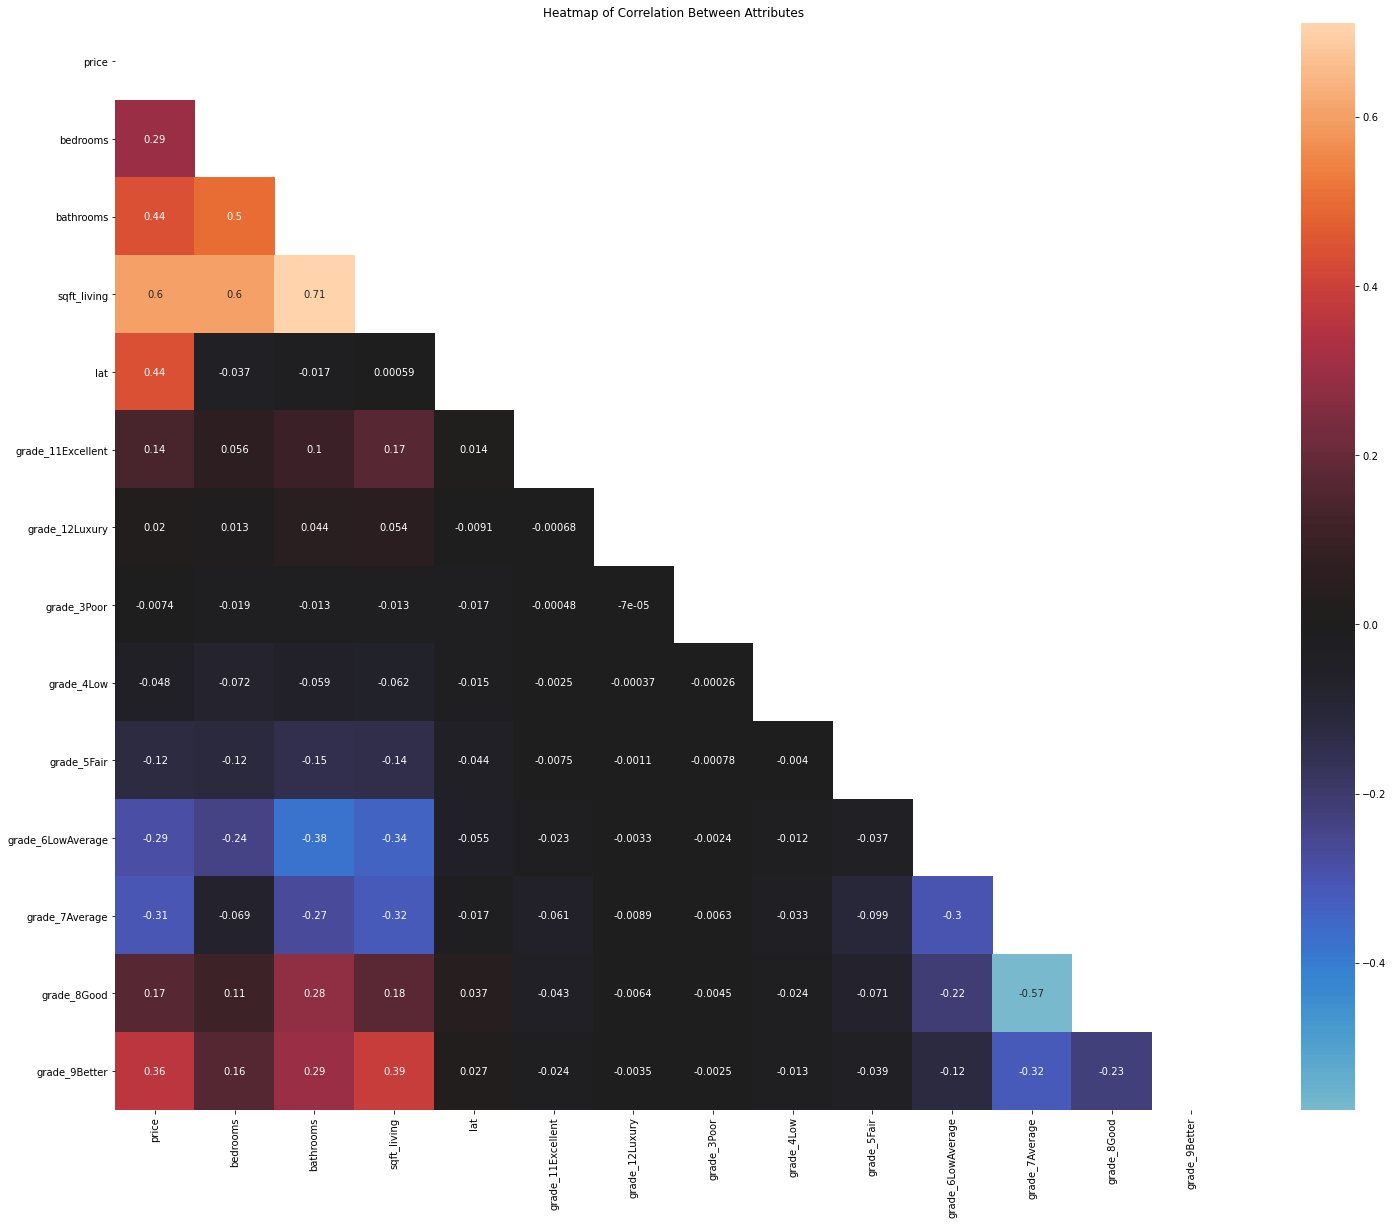 Heatmap of Correlation Between Attributes
price
bedrooms 0.29
bathrooms 0.44 0.5
sqft_living 0.6 0.6 0.71
lat 0.44 -0.037 -0.017 0.00059
grade_11Excellent 0.14 0.056 0.1 0.17 0.014
grade_12Luxury 0.02 0.013 0.044 0.054 -0.0091 -0.00068
grade_3Poor -0.0074 -0.019 -0.013 -0.013 -0.017 -0.00048 -7e-05
grade_4Low -0.048 -0.072 -0.059 -0.062 -0.015 -0.0025 -0.00037 -0.00026
grade_5Fair -0.12 -0.12 -0.15 -0.14 -0.044 -0.0075 -0.0011 -0.00078 -0.004
grade_6LowAverage -0.29 -0.24 -0.38 -0.34 -0.055 -0.023 -0.0033 -0.0024 -0.012 -0.037
grade_7Average -0.31 -0.069 -0.27 -0.32 -0.017 -0.061 -0.0089 -0.0063 -0.033 -0.099 -0.3
grade_8Good 0.17 0.11 0.28 0.18 0.037 -0.043 -0.0064 -0.0045 -0.024 -0.071 -0.22 -0.57
grade_9Better 0.36 0.16 0.29 0.39 0.027 -0.024 -0.0035 -0.0025 -0.013 -0.039 -0.12 -0.32 -0.23
price
bedrooms
bathrooms
sqft_living
lat
grade_11Excellent
grade_12Luxury
grade_3Poor
grade_4Low
grade_5Fair
grade_6LowAverage
grade_7Average
grade_8Good
grade_9Better
0.6
0.4
0.2
0.0
−0.2
−0.4